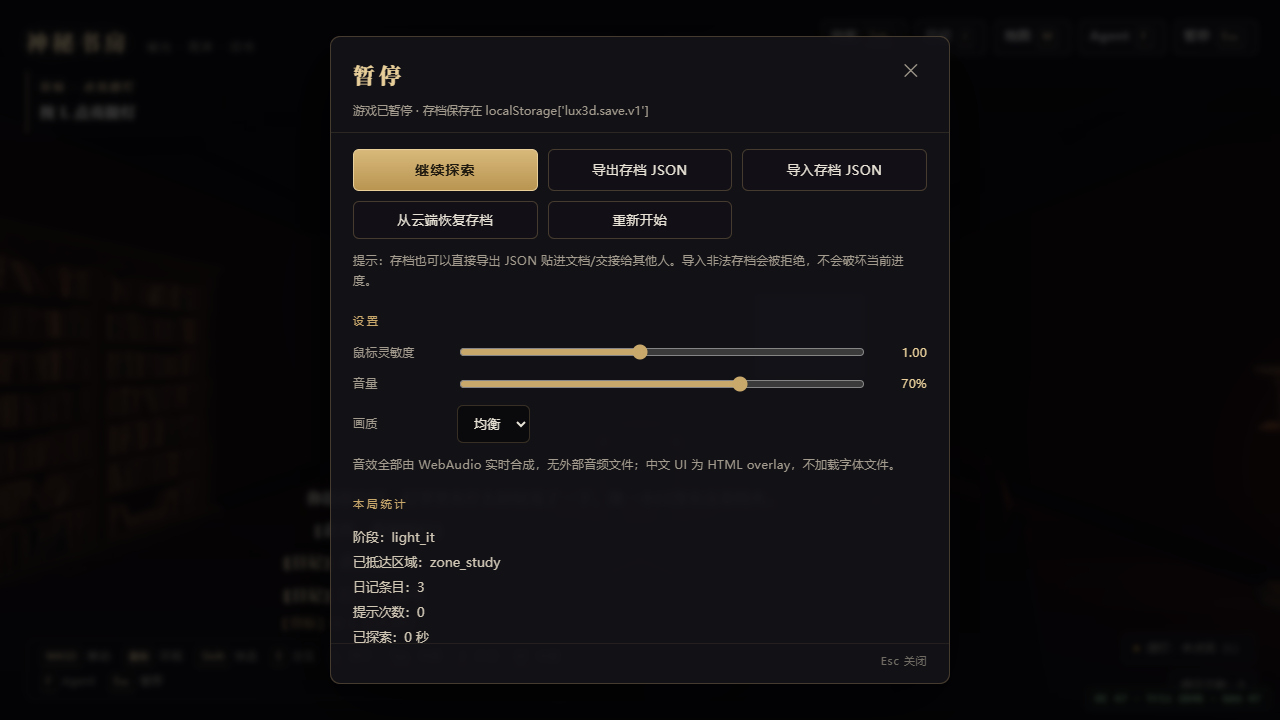 神秘书房
暂停
游戏已暂停 · 存档保存在 localStorage['lux3d.save.v1']
继续探索 导出存档 JSON 导入存档 JSON
从云端恢复存档 重新开始
提示：存档也可以直接导出 JSON 贴进文档/交接给其他人。导入非法存档会被拒绝，不会破坏当前进
度。
设置
鼠标灵敏度 1.00
音量 70%
画质 均衡
音效全部由 WebAudio 实时合成，无外部音频文件；中文 UI 为 HTML overlay，不加载字体文件。
本局统计
阶段：light_it
已抵达区域：zone_study
日记条目：3
提示次数：0
已探索：0 秒
Esc 关闭